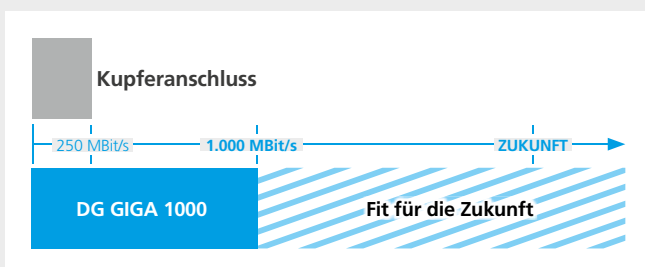 Kupferanschluss
250 MBit/s 1.000 MBit/s ZUKUNFT
DG GIGA 1000 Fit für die Zukunft